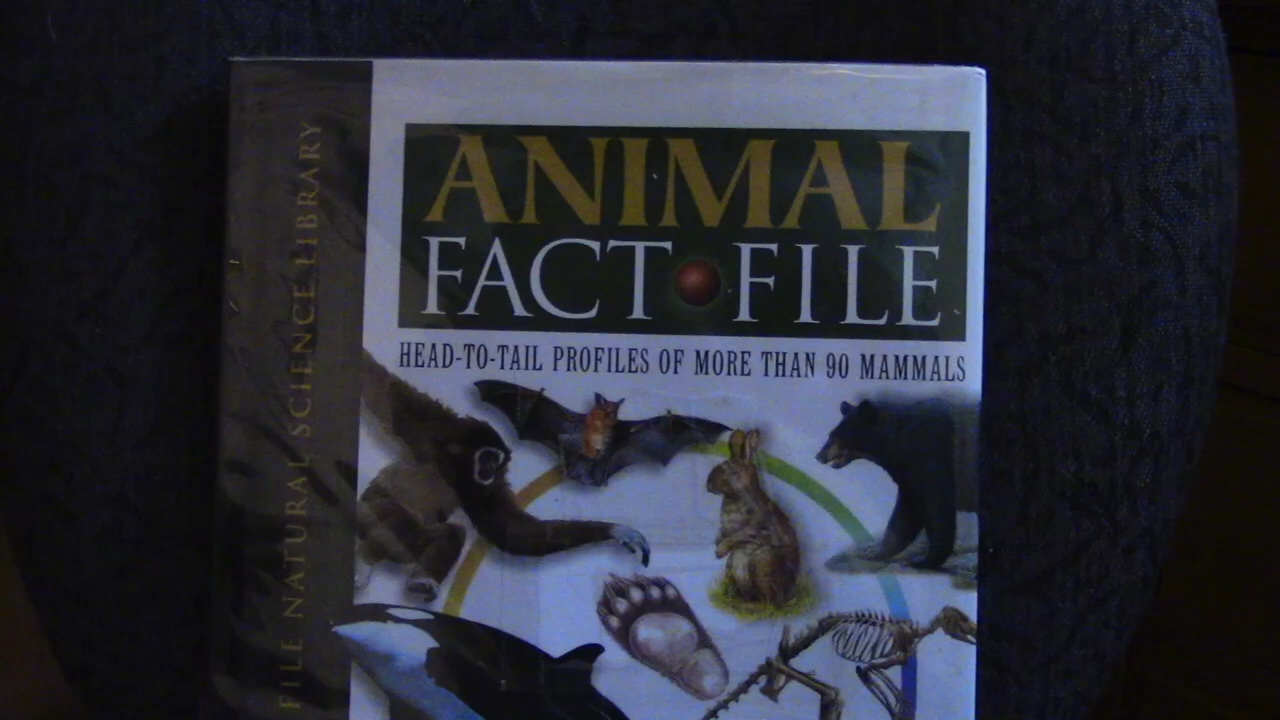 ANIMAL
FACT•FILE
HEAD-TO-TAIL PROFILES OF MORE THAN 90 MAMMALS
FILE NATURAL SCIENCE LIBRARY